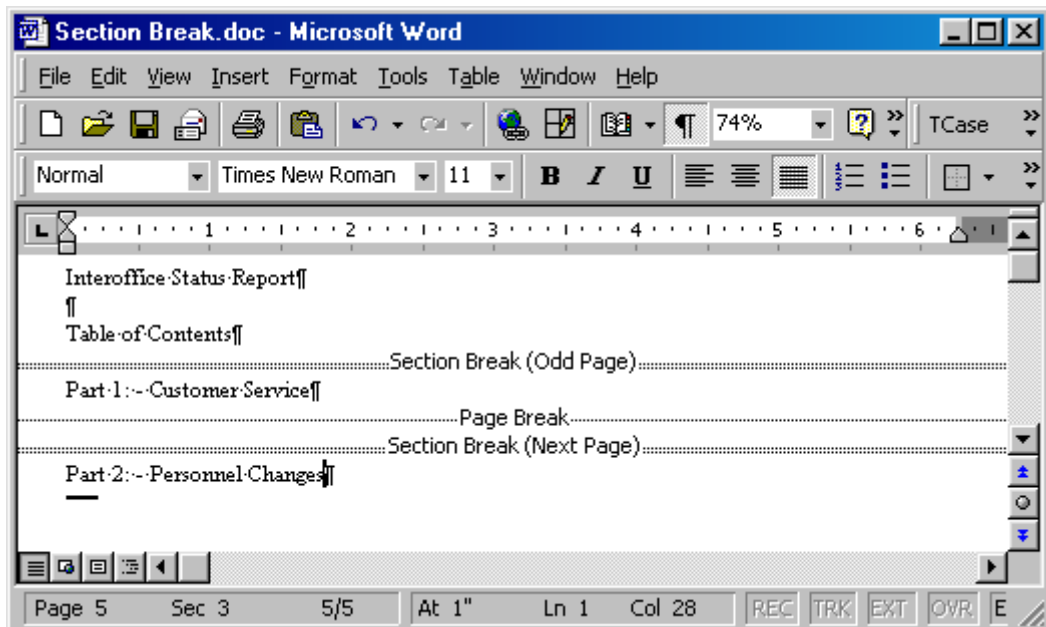 Section Break.doc - Microsoft Word
File Edit View Insert Format Tools Table Window Help
¶ 74% » TCase »
Normal Times New Roman 11 B I U »
L 1 2 3 4 5 6
Interoffice·Status·Report¶
¶
Table·of·Contents¶
Section Break (Odd Page)
Part·1:·-·Customer·Service¶
Page Break
Section Break (Next Page)
Part·2:·-·Personnel·Changes¶
Page 5 Sec 3 5/5 At 1" Ln 1 Col 28 REC TRK EXT OVR E